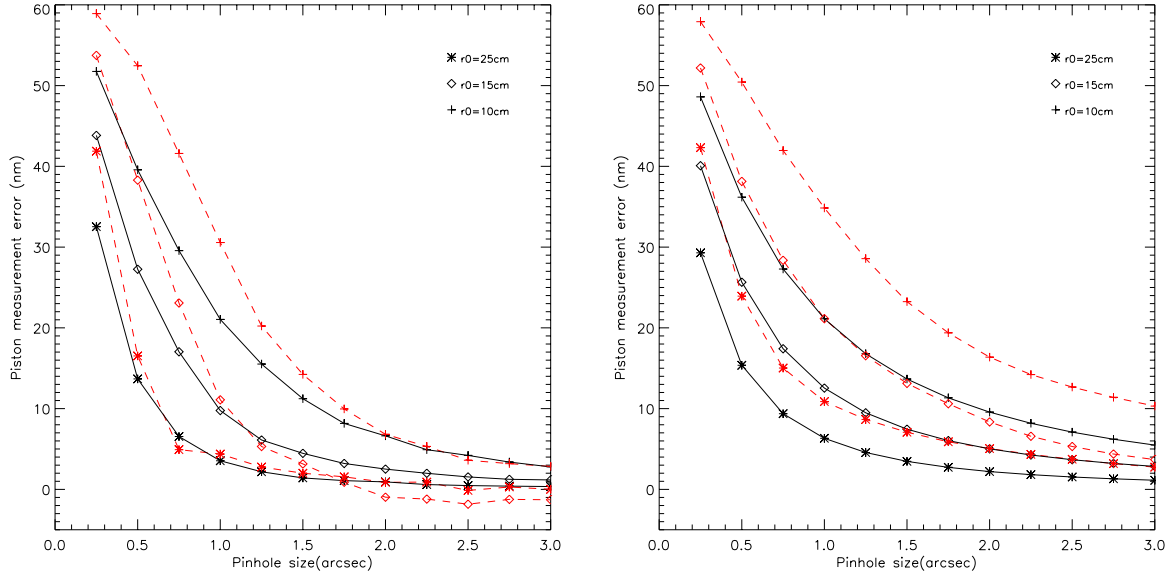 60
50
40
30
20
10
0
Piston measurement error (nm)
r0=25cm
r0=15cm
r0=10cm
0.0 0.5 1.0 1.5 2.0 2.5 3.0
Pinhole size(arcsec)
60
50
40
30
20
10
0
Piston measurement error (nm)
r0=25cm
r0=15cm
r0=10cm
0.0 0.5 1.0 1.5 2.0 2.5 3.0
Pinhole size(arcsec)